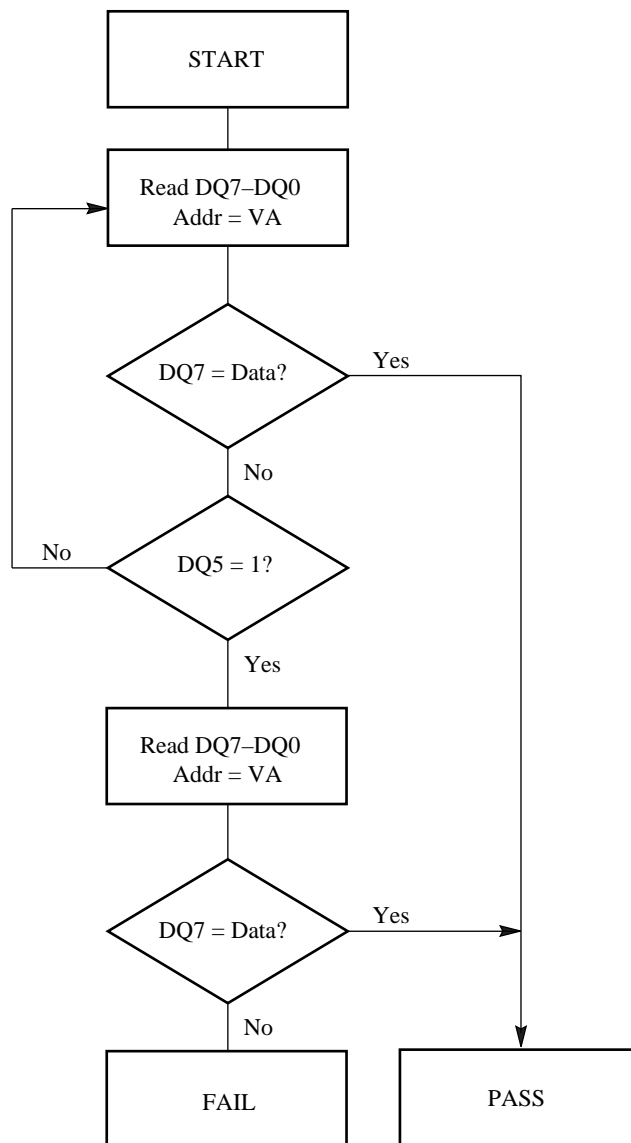 START
Read DQ7–DQ0
Addr = VA
DQ7 = Data?
Yes
No
No
DQ5 = 1?
Yes
Read DQ7–DQ0
Addr = VA
DQ7 = Data?
Yes
No
FAIL
PASS